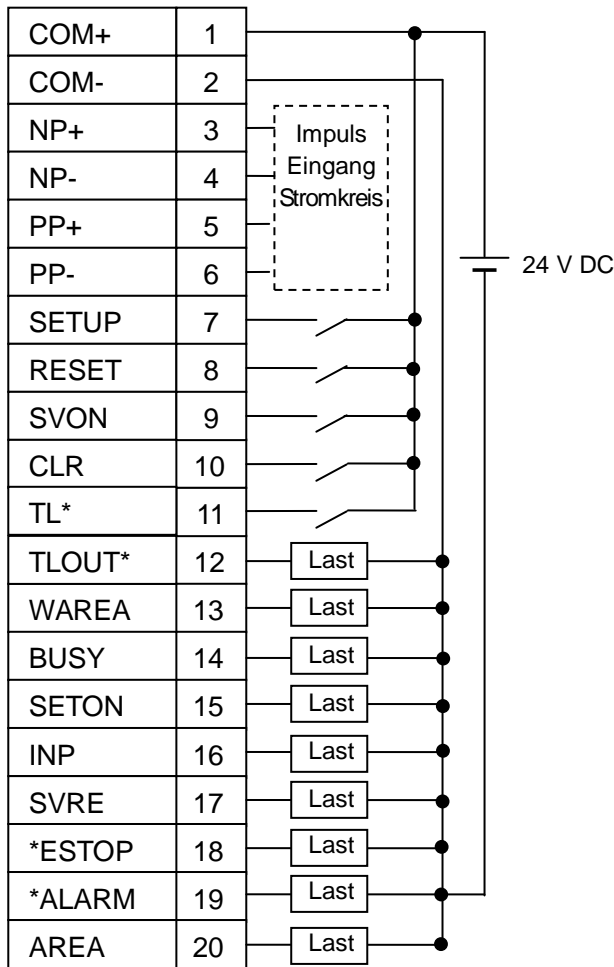 COM+ 1
COM- 2
NP+ 3
NP- 4
PP+ 5
PP- 6
Impuls
Eingang
Stromkreis
24 V DC
SETUP 7
RESET 8
SVON 9
CLR 10
TL* 11
TLOUT* 12 Last
WAREA 13 Last
BUSY 14 Last
SETON 15 Last
INP 16 Last
SVRE 17 Last
*ESTOP 18 Last
*ALARM 19 Last
AREA 20 Last